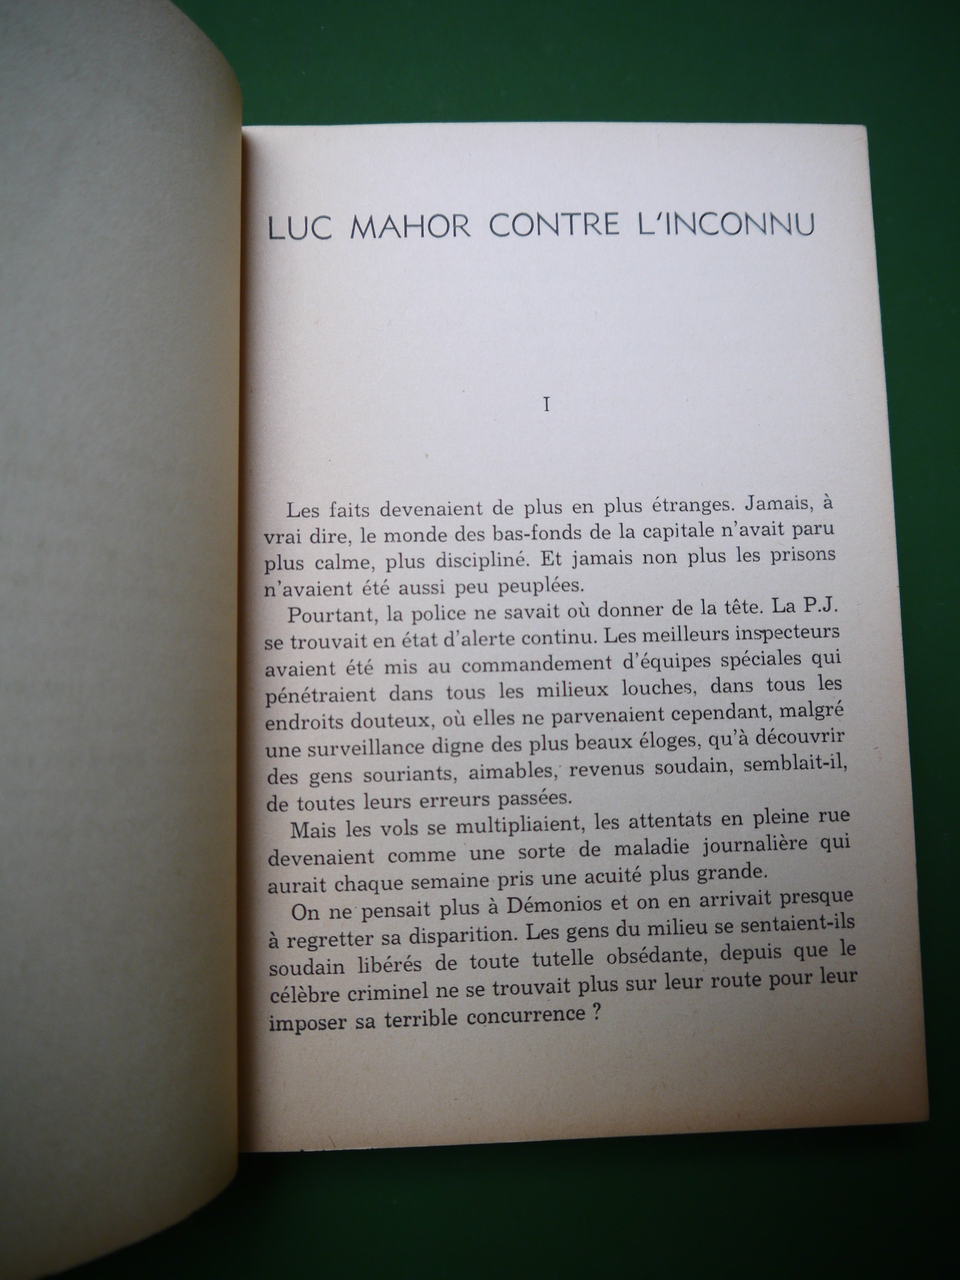 LUC MAHOR CONTRE L'INCONNU
I
Les faits devenaient de plus en plus étranges. Jamais, à
vrai dire, le monde des bas-fonds de la capitale n'avait paru
plus calme, plus discipliné. Et jamais non plus les prisons
n'avaient été aussi peu peuplées.
Pourtant, la police ne savait où donner de la tête. La P.J.
se trouvait en état d'alerte continu. Les meilleurs inspecteurs
avaient été mis au commandement d'équipes spéciales qui
pénétraient dans tous les milieux louches, dans tous les
endroits douteux, où elles ne parvenaient cependant, malgré
une surveillance digne des plus beaux éloges, qu'à découvrir
des gens souriants, aimables, revenus soudain, semblait-il,
de toutes leurs erreurs passées.
Mais les vols se multipliaient, les attentats en pleine rue
devenaient comme une sorte de maladie journalière qui
aurait chaque semaine pris une acuité plus grande.
On ne pensait plus à Démonios et on en arrivait presque
à regretter sa disparition. Les gens du milieu se sentaient-ils
soudain libérés de toute tutelle obsédante, depuis que le
célèbre criminel ne se trouvait plus sur leur route pour leur
imposer sa terrible concurrence ?